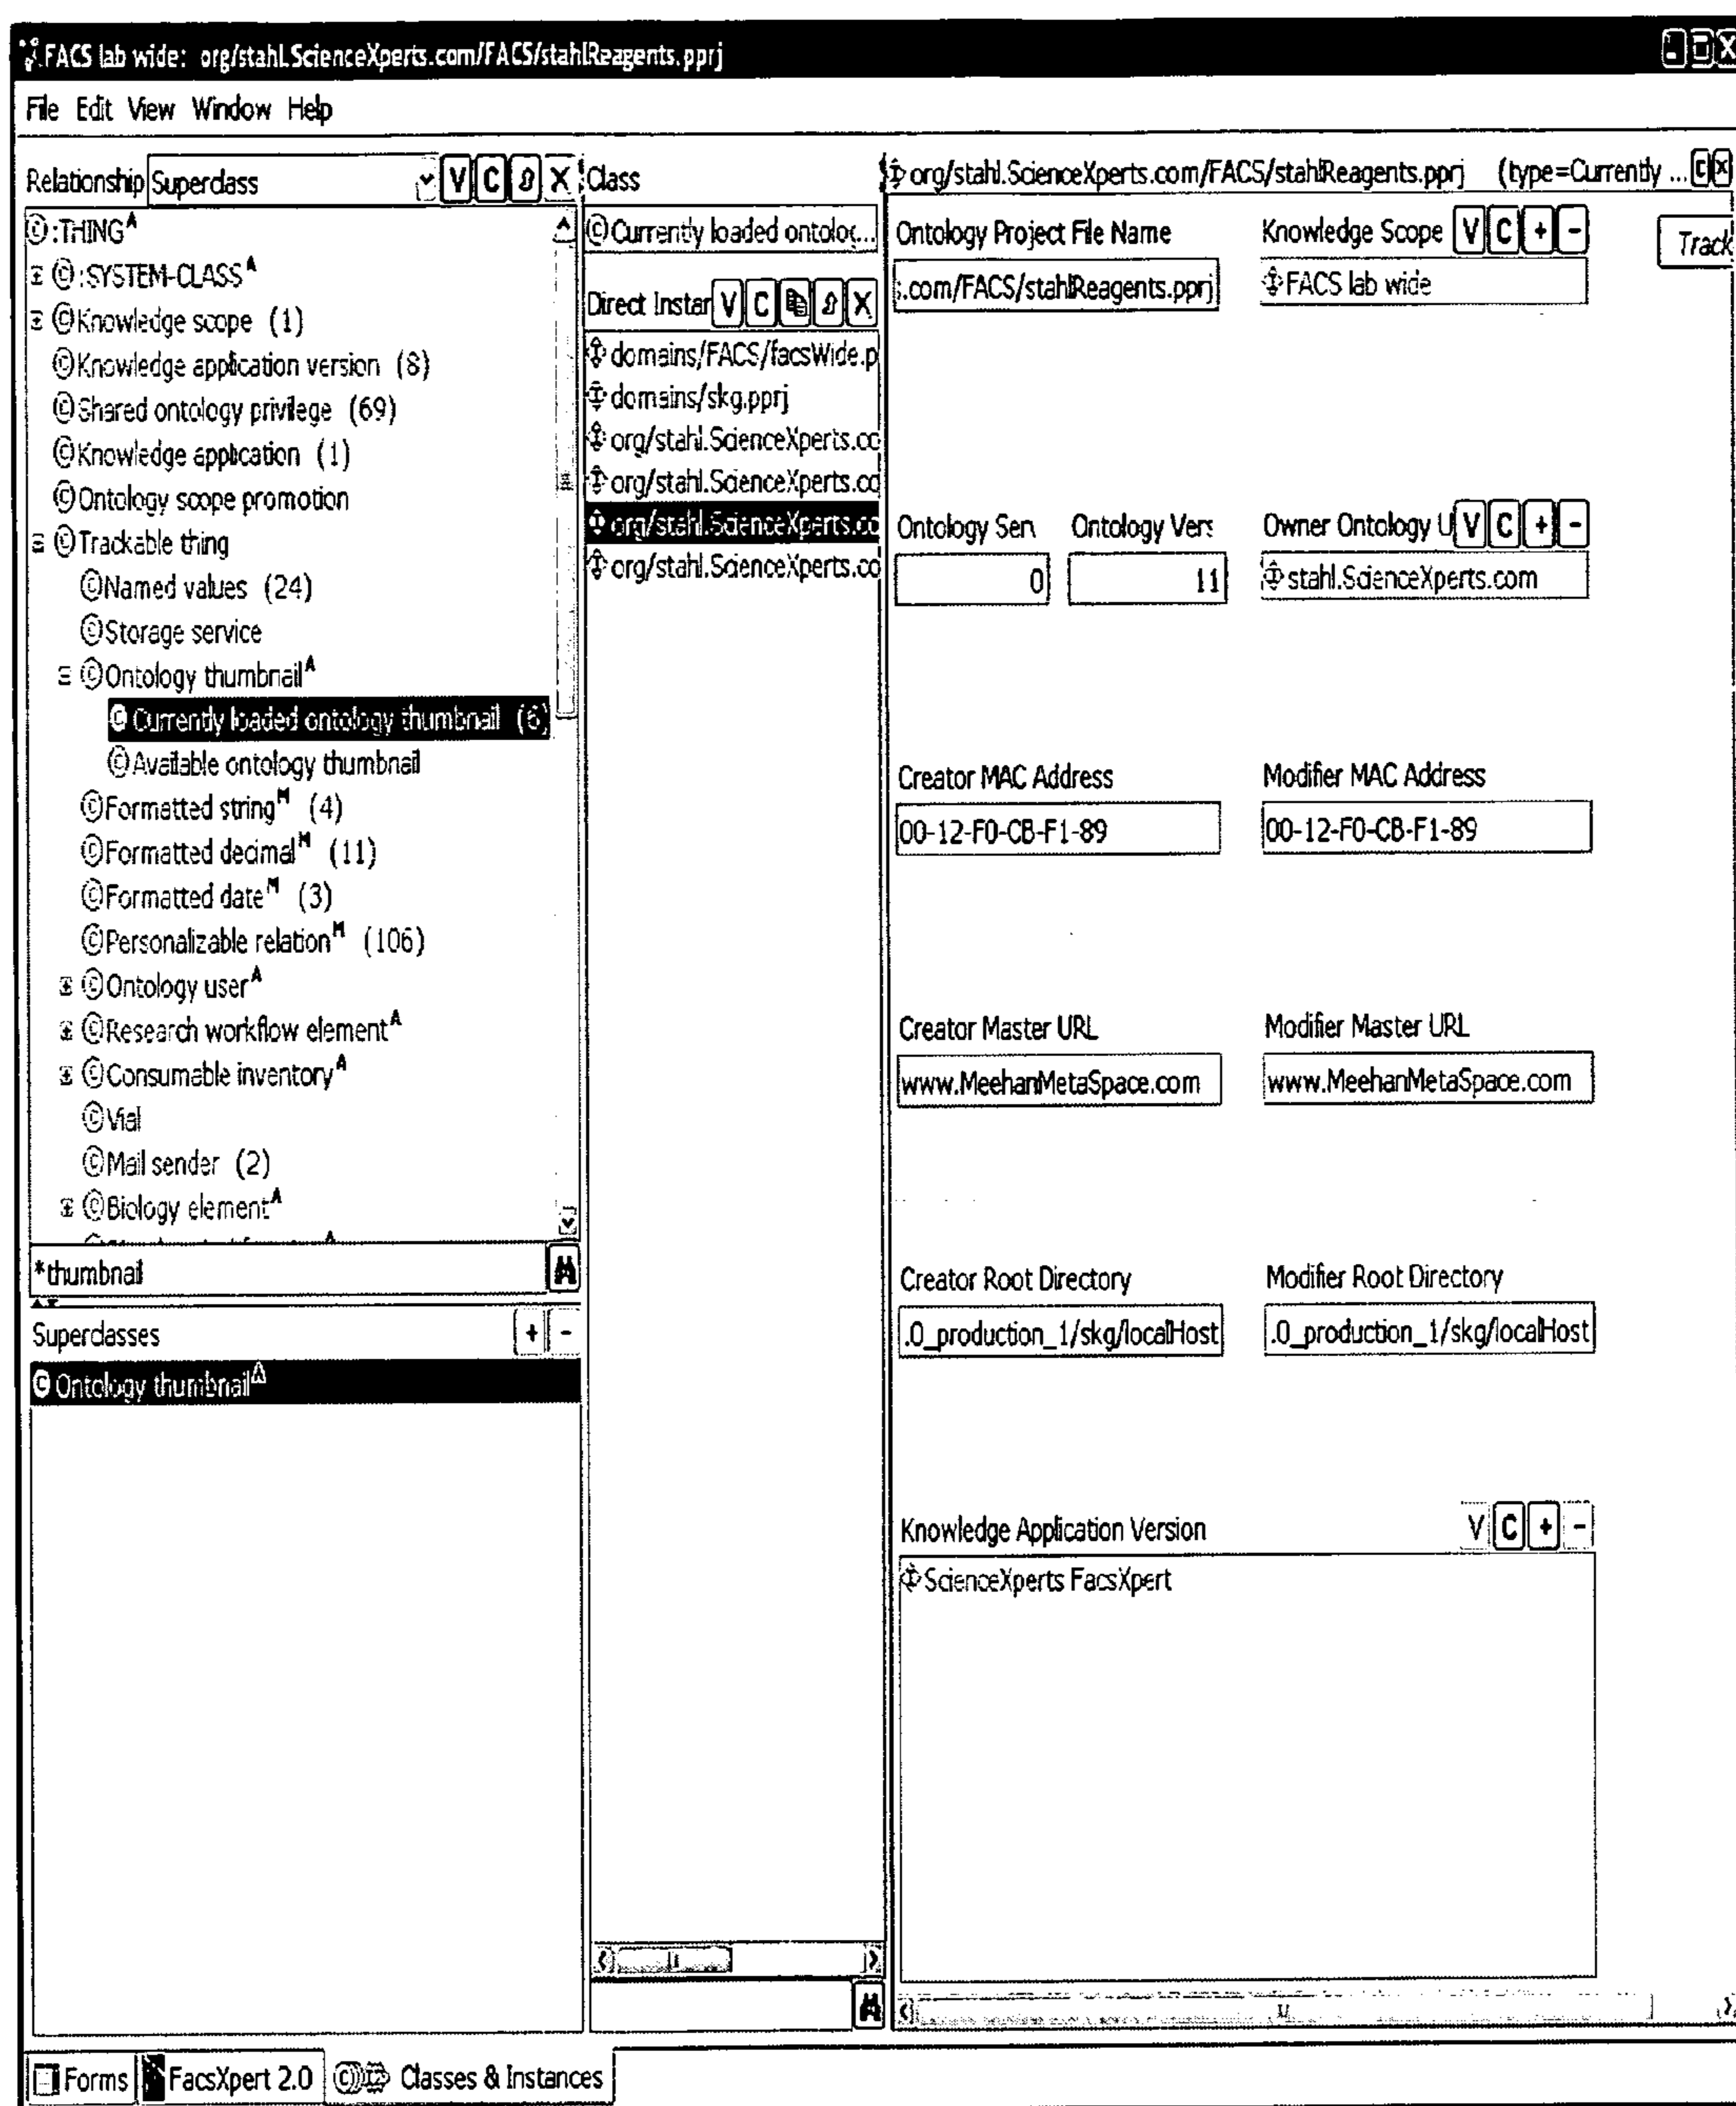 FACS lab wide: org/stahl.ScienceXperts.com/FACS/stahlReagents.pprj
File Edit View Window Help
Relationship Superclass V C X
:THING A
:SYSTEM-CLASS A
Knowledge scope (1)
Knowledge application version (8)
Shared ontology privilege (69)
Knowledge application (1)
Ontology scope promotion
Trackable thing
Named values (24)
Storage service
Ontology thumbnail A
Currently loaded ontology thumbnail (6)
Available ontology thumbnail
Formatted string M (4)
Formatted decimal M (11)
Formatted date M (3)
Personalizable relation M (106)
Ontology user A
Research workflow element A
Consumable inventory A
Vial
Mail sender (2)
Biology element A
*thumbnail
Superclasses + -
Ontology thumbnail A
Class
Currently loaded ontoloç...
Direct Instar V C X
domains/FACS/facsWide.p
domains/skg.pprj
org/stahl.ScienceXperts.co
org/stahl.ScienceXperts.co
org/stahl.ScienceXperts.co
org/stahl.ScienceXperts.co
org/stahl.ScienceXperts.com/FACS/stahlReagents.pprj (type=Currently ... C X
Ontology Project File Name Knowledge Scope V C + - Track
.com/FACS/stahlReagents.pprj FACS lab wide
Ontology Ser Ontology Vers Owner Ontology U V C + -
0 11 stahl.ScienceXperts.com
Creator MAC Address Modifier MAC Address
00-12-F0-CB-F1-89 00-12-F0-CB-F1-89
Creator Master URL Modifier Master URL
www.MeehanMetaSpace.com www.MeehanMetaSpace.com
Creator Root Directory Modifier Root Directory
.0_production_1/skg/localHost .0_production_1/skg/localHost
Knowledge Application Version V C + -
ScienceXperts FacsXpert
Forms FacsXpert 2.0 Classes & Instances